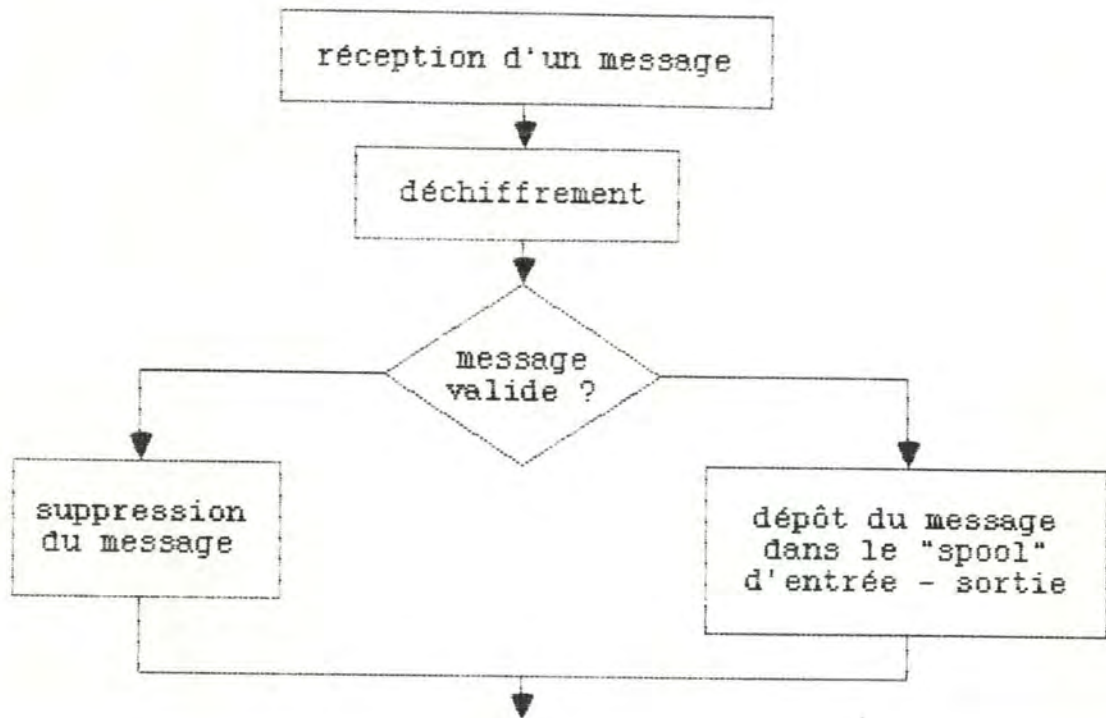 réception d'un message
déchiffrement
message
valide ?
suppression
du message
dépôt du message
dans le "spool"
d'entrée - sortie